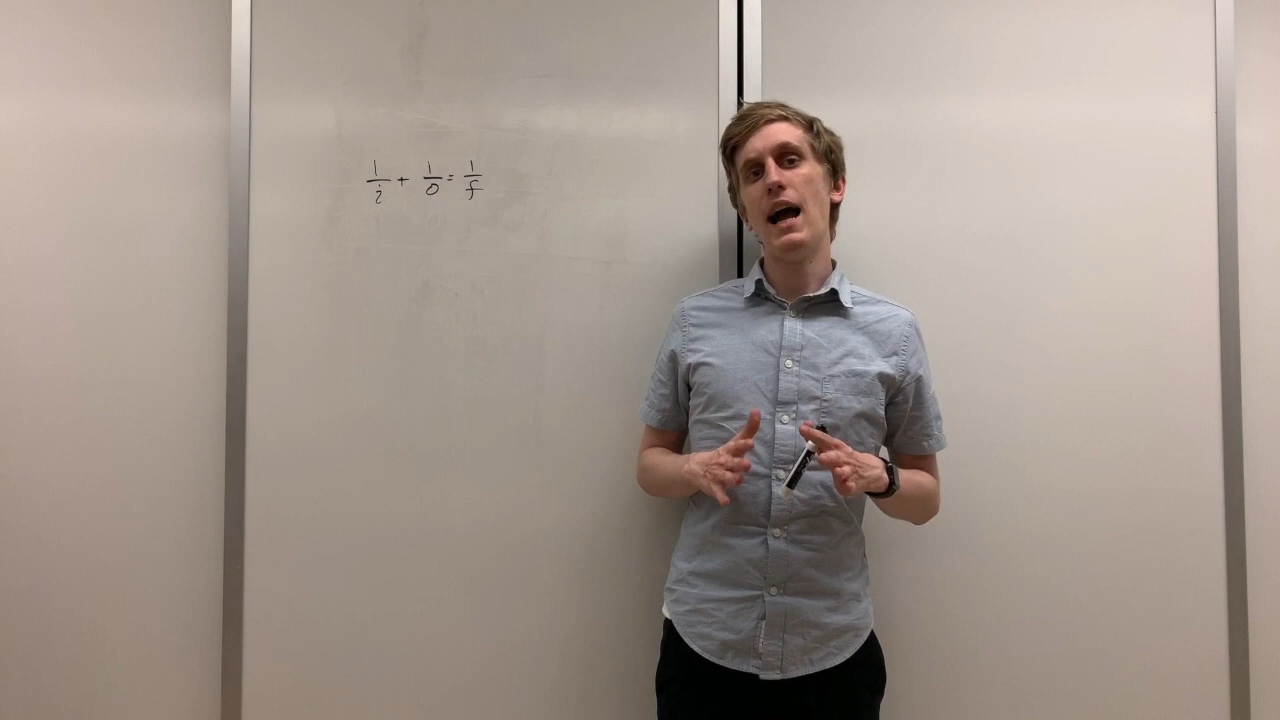 1/i + 1/o = 1/f